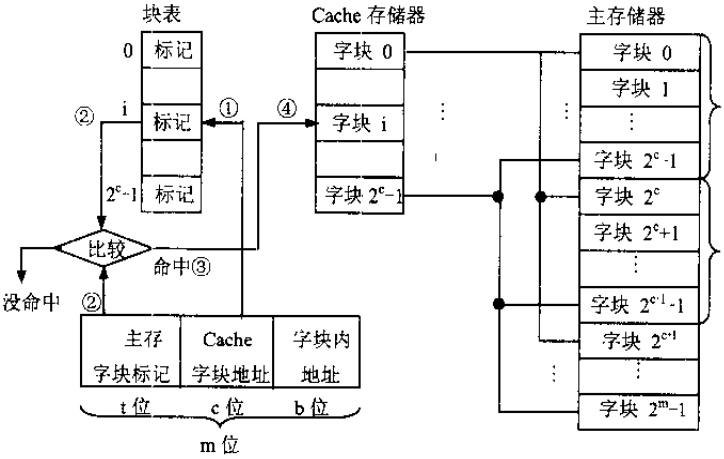 块表
0 标记
① ② i 标记
2ᶜ-1 标记
比较
命中③
没命中
②
主存
字块标记
Cache
字块地址
字块内
地址
t 位
c 位
b 位
m 位
Cache 存储器
字块 0
④
字块 i
字块 2ᶜ-1
主存储器
字块 0
字块 1
字块 2ᶜ-1
字块 2ᶜ
字块 2ᶜ+1
字块 2ᶜ⁺¹-1
字块 2ᶜ⁺¹
字块 2ᵐ-1